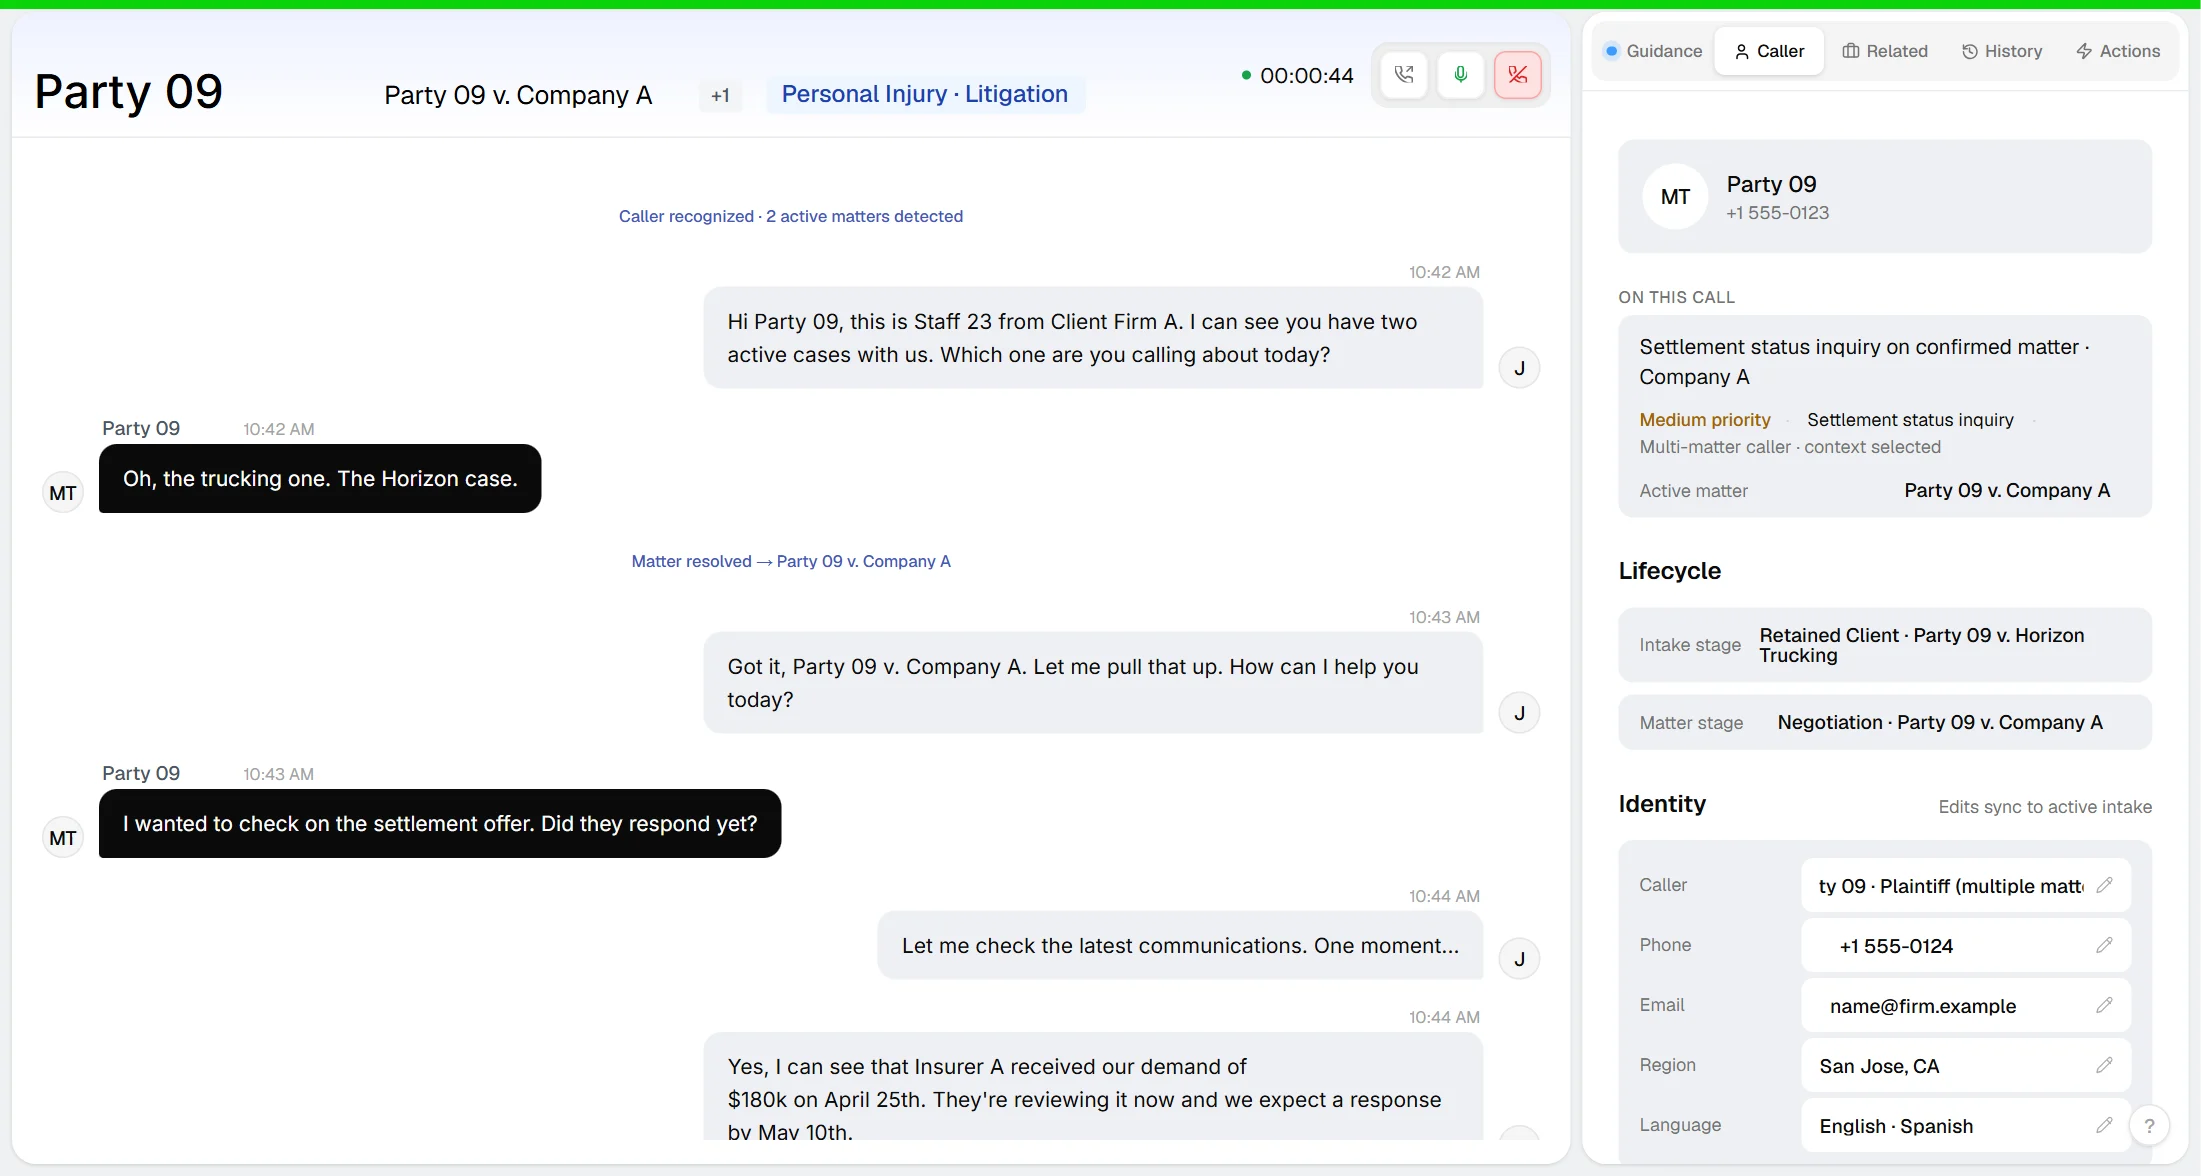 Party 09
Party 09 v. Company A
+1
Personal Injury · Litigation
00:00:44
Caller recognized · 2 active matters detected
10:42 AM
Hi Party 09, this is Staff 23 from Client Firm A. I can see you have two
active cases with us. Which one are you calling about today?
J
Party 09
10:42 AM
MT
Oh, the trucking one. The Horizon case.
Matter resolved → Party 09 v. Company A
10:43 AM
Got it, Party 09 v. Company A. Let me pull that up. How can I help you
today?
J
Party 09
10:43 AM
MT
I wanted to check on the settlement offer. Did they respond yet?
10:44 AM
Let me check the latest communications. One moment...
J
10:44 AM
Yes, I can see that Insurer A received our demand of
$180k on April 25th. They're reviewing it now and we expect a response
by May 10th.
Guidance
Caller
Related
History
Actions
MT
Party 09
+1 555-0123
ON THIS CALL
Settlement status inquiry on confirmed matter ·
Company A
Medium priority · Settlement status inquiry ·
Multi-matter caller · context selected
Active matter
Party 09 v. Company A
Lifecycle
Intake stage
Retained Client · Party 09 v. Horizon
Trucking
Matter stage
Negotiation · Party 09 v. Company A
Identity
Edits sync to active intake
Caller
ty 09 · Plaintiff (multiple matt
Phone
+1 555-0124
Email
name@firm.example
Region
San Jose, CA
Language
English · Spanish
?